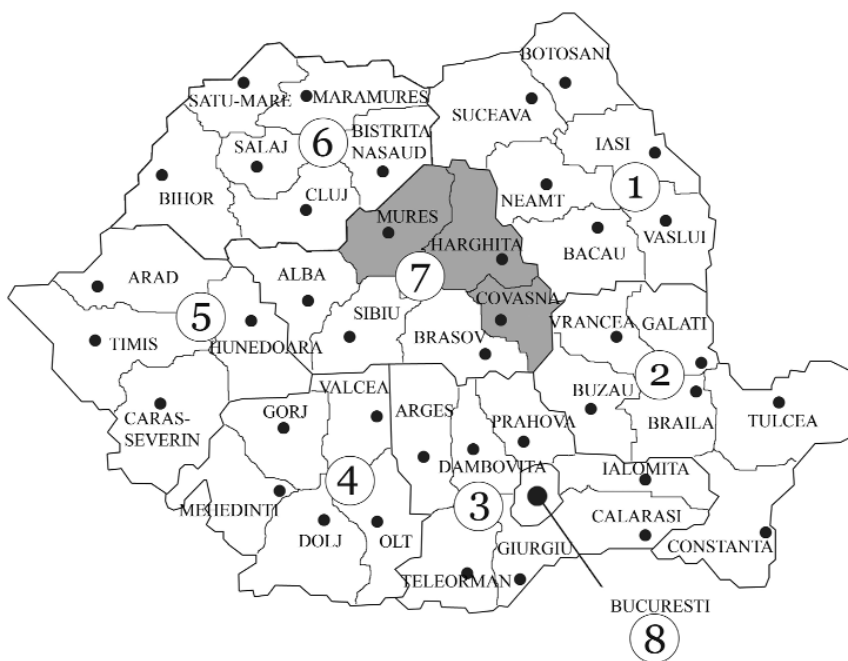 BOTOSANI
SATU-MARE
MARAMURES
SUCEAVA
BISTRITA
NASAUD
IASI
SALAJ
6
1
BIHOR
CLUJ
NEAMT
MURES
VASLUI
HARGHITA
BACAU
ARAD
ALBA
7
COVASNA
5
SIBIU
VRANCEA
GALATI
TIMIS
HUNEDOARA
BRASOV
2
VALCEA
BUZAU
CARAS-
SEVERIN
GORJ
ARGES
PRAHOVA
BRAILA
TULCEA
DAMBOVITA
IALOMITA
4
MEHEDINTI
3
CALARASI
DOLJ
OLT
GIURGIU
CONSTANTA
TELEORMAN
BUCURESTI
8